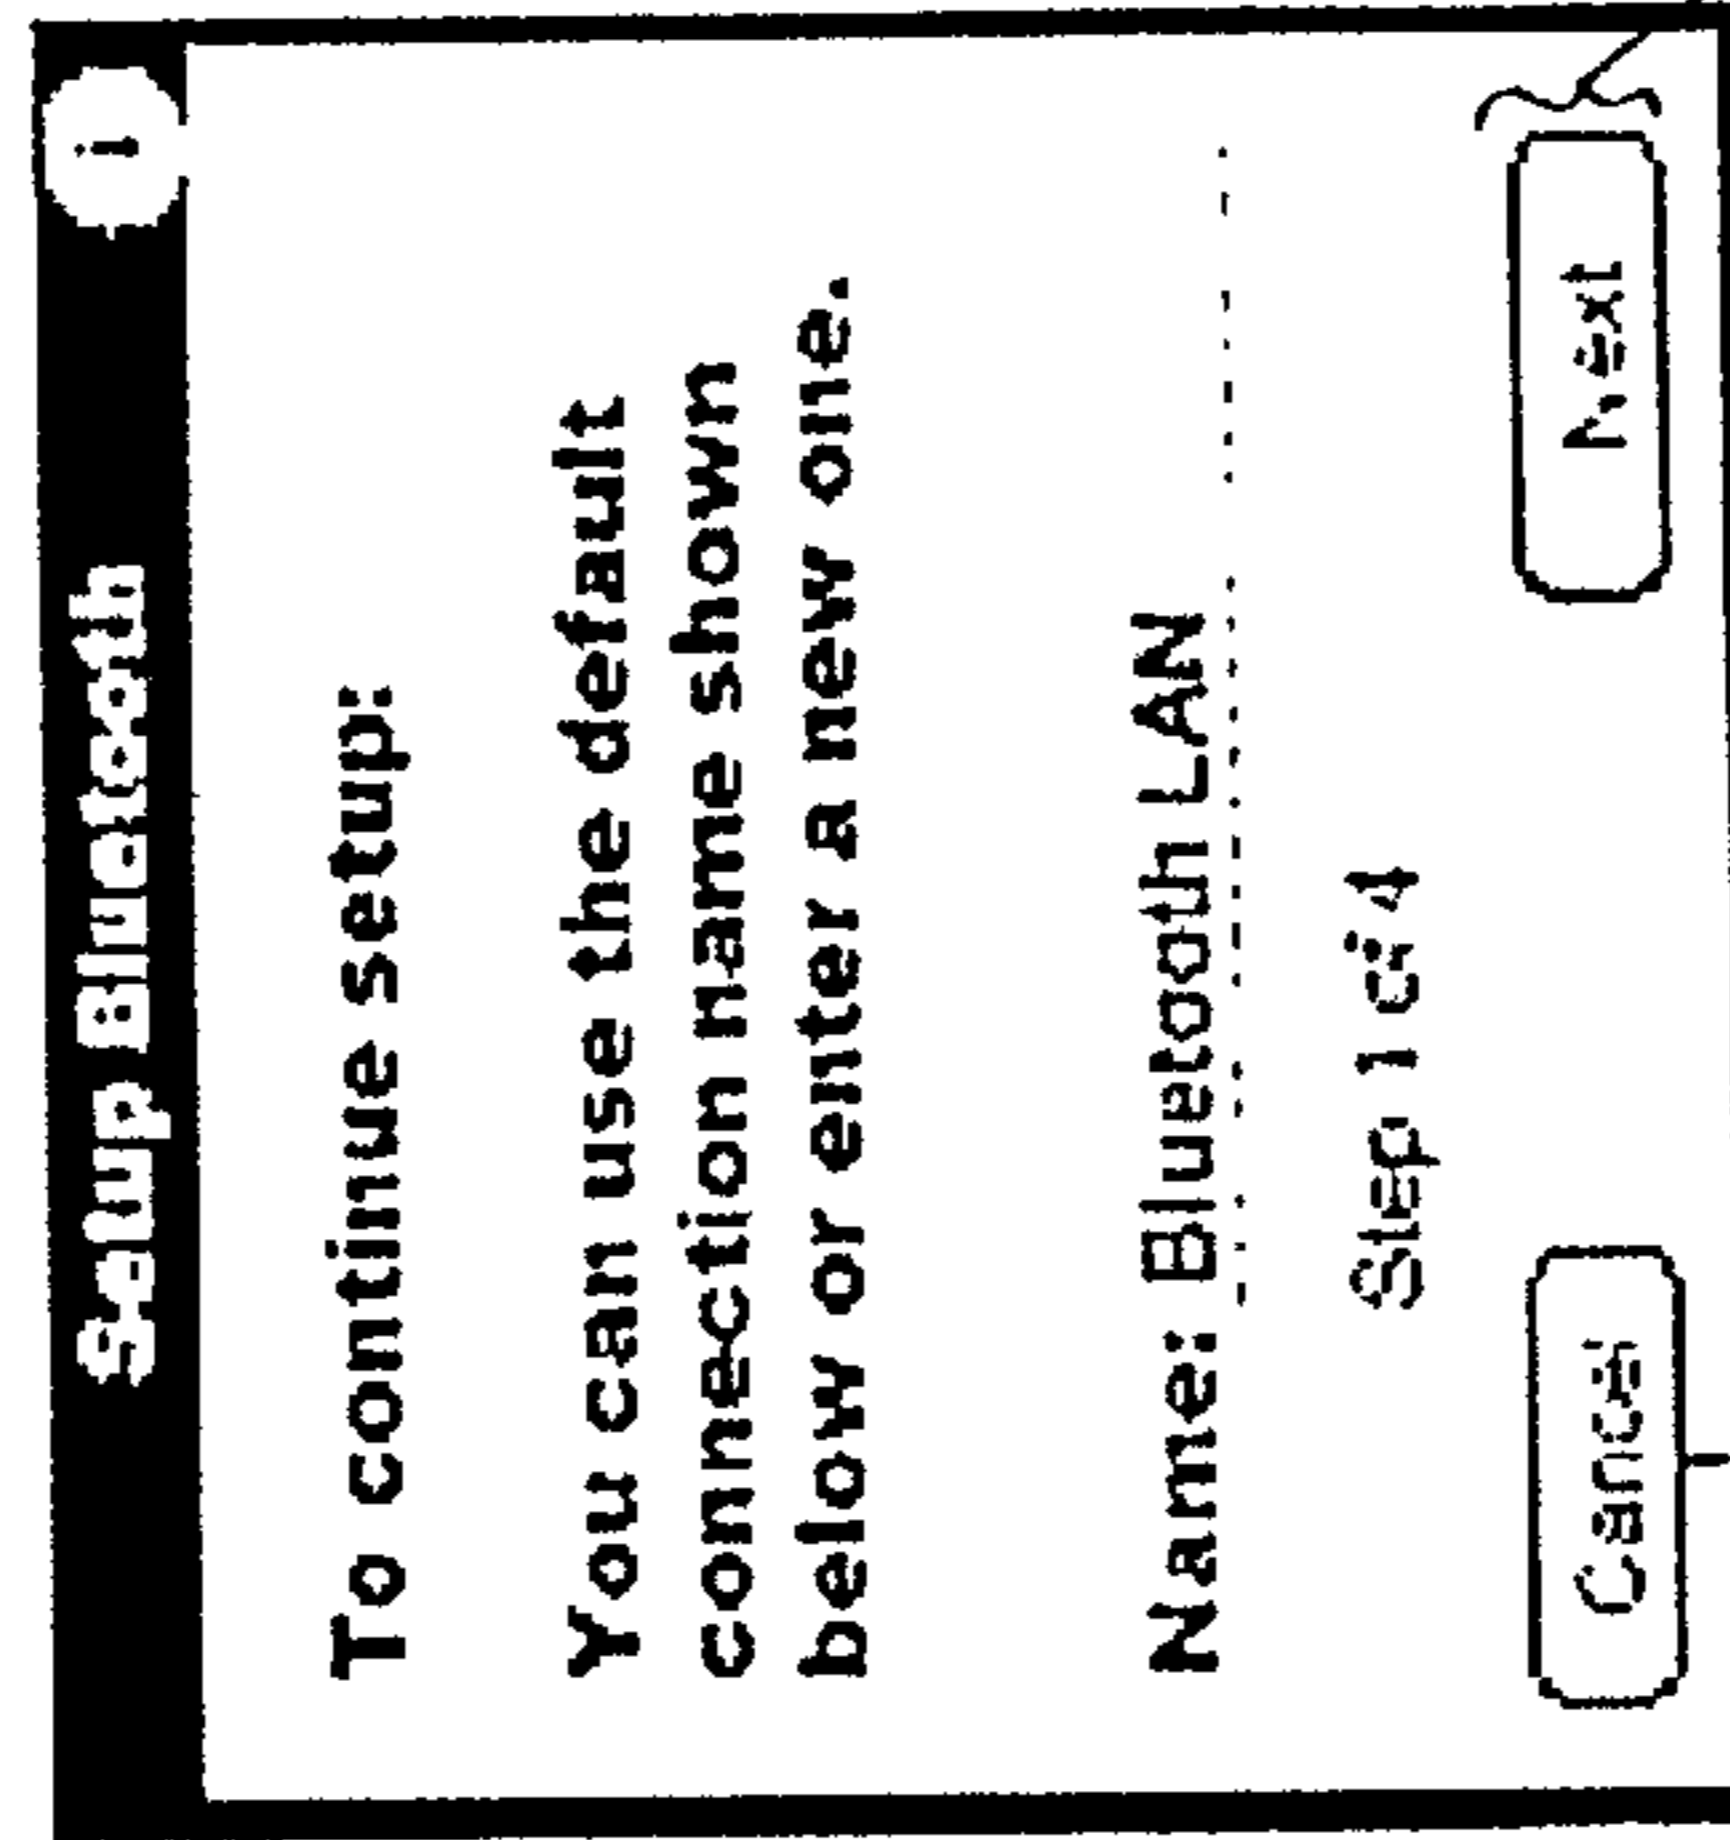 Setup Bluetooth i
To continue setup:
You can use the default
connection name shown
below or enter a new one.
Name: Bluetooth LAN
Step 1 of 4
Cancel Next